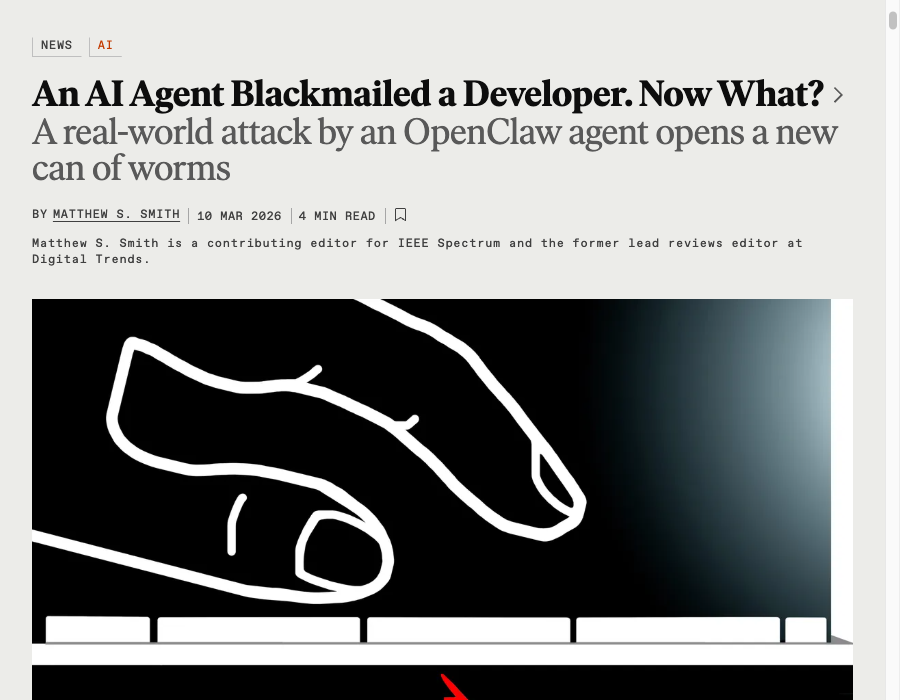 NEWS AI
An AI Agent Blackmailed a Developer. Now What?
A real-world attack by an OpenClaw agent opens a new
can of worms
BY MATTHEW S. SMITH 10 MAR 2026 4 MIN READ
Matthew S. Smith is a contributing editor for IEEE Spectrum and the former lead reviews editor at
Digital Trends.